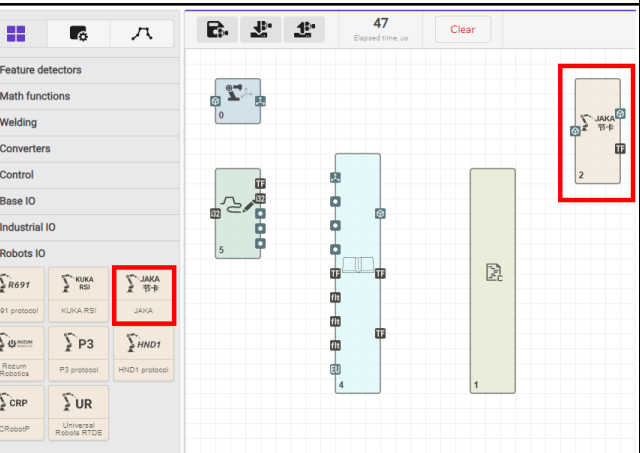 47
Elapsed time, us
Clear
Feature detectors
Math functions
Welding
Converters
Control
Base IO
Industrial IO
Robots IO
R691
91 protocol
KUKA
RSI
KUKA RSI
JAKA
节卡
JAKA
ROZUM
Rozum
Robotics
P3
P3 protocol
HND1
HND1 protocol
CRP
CRobotP
UR
Universal
Robots RTDE
0
I32
TF
I32
5
TF
flt
flt
flt
EU
TF
TF
4
1
JAKA
节卡
TF
2